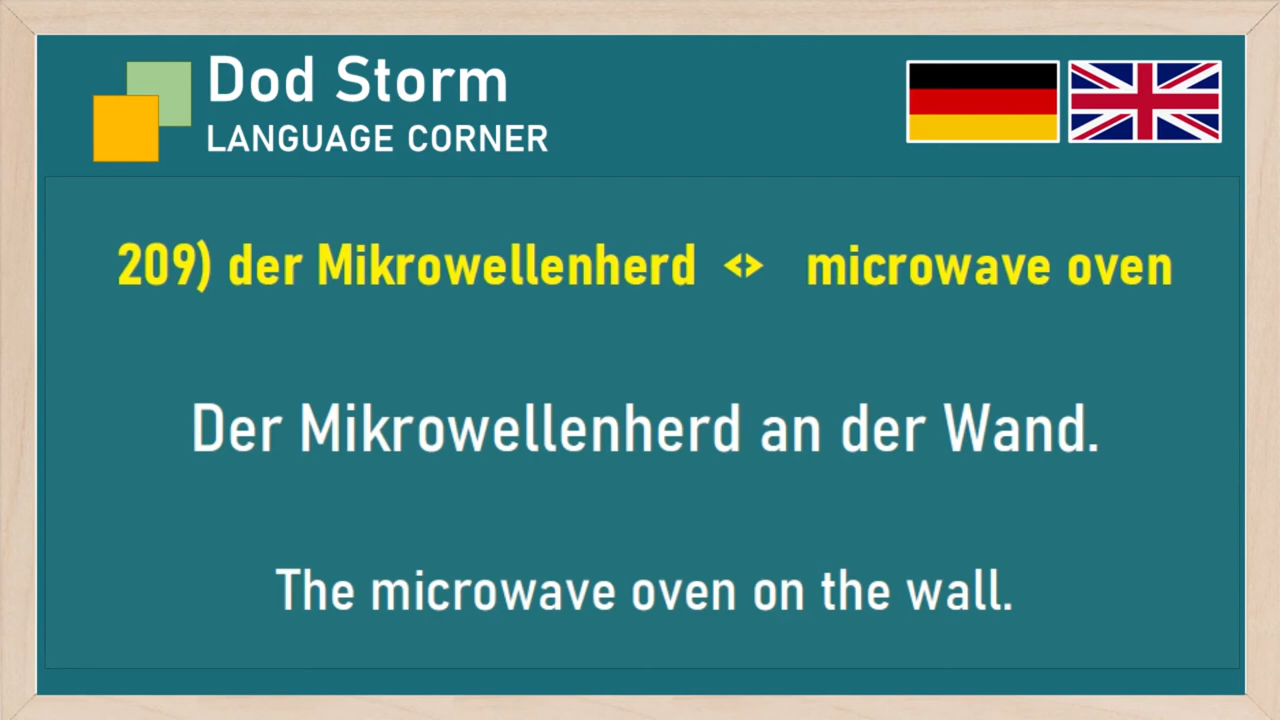 Dod Storm
LANGUAGE CORNER
209) der Mikrowellenherd <> microwave oven
Der Mikrowellenherd an der Wand.
The microwave oven on the wall.